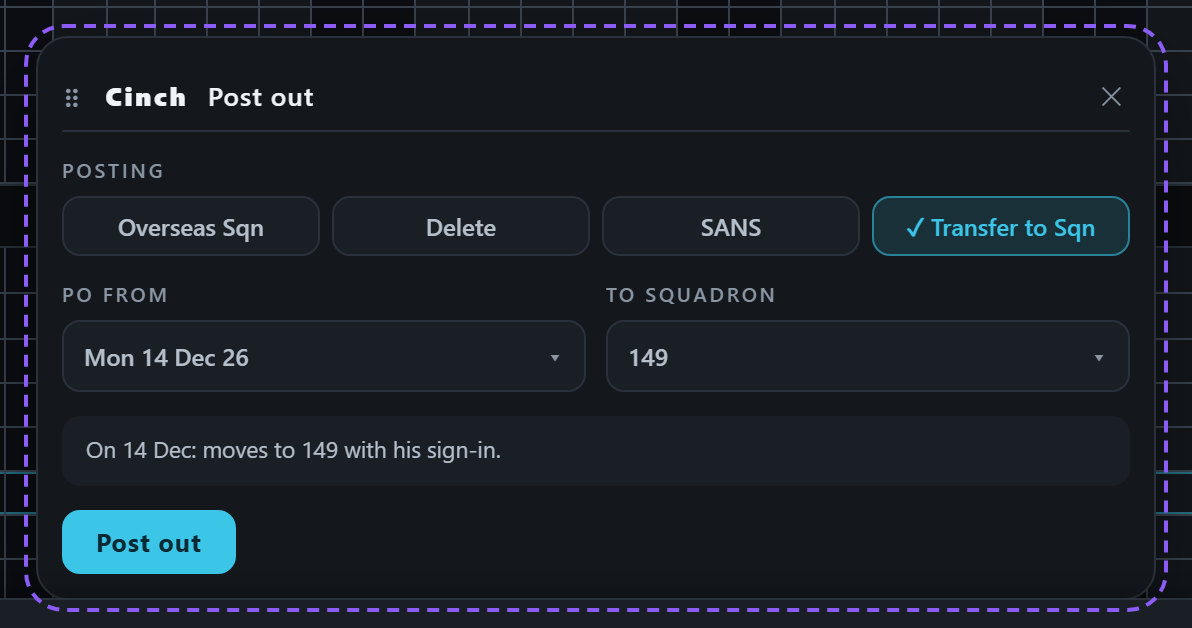 Cinch Post out
POSTING
Overseas Sqn Delete SANS ✓ Transfer to Sqn
PO FROM TO SQUADRON
Mon 14 Dec 26 149
On 14 Dec: moves to 149 with his sign-in.
Post out